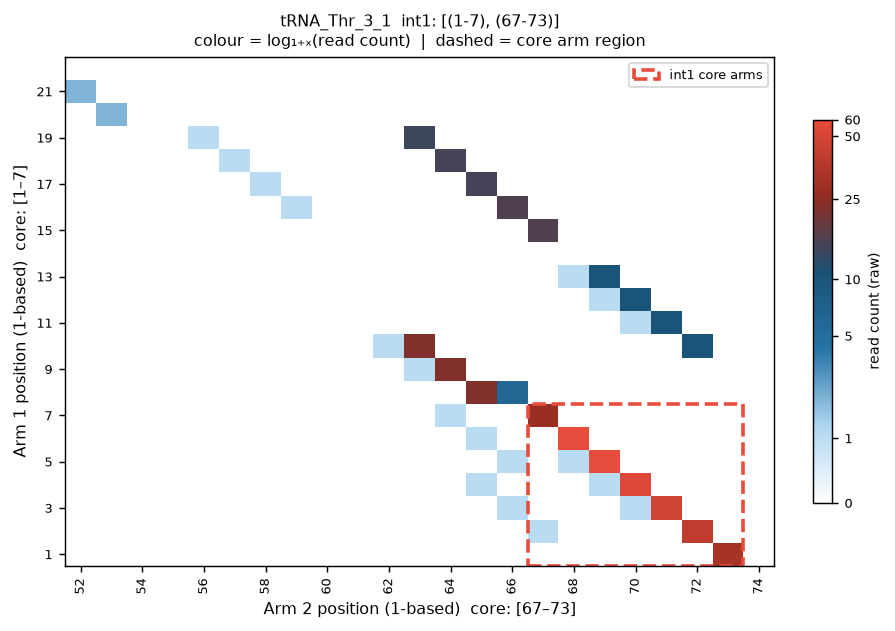 tRNA_Thr_3_1  int1: [(1-7), (67-73)]
colour = log₁₊ₓ(read count)  |  dashed = core arm region
int1 core arms
21
19
17
15
13
11
9
7
5
3
1
Arm 1 position (1-based)  core: [1–7]
52 54 56 58 60 62 64 66 68 70 72 74
Arm 2 position (1-based)  core: [67–73]
60
50
25
10
5
1
0
read count (raw)